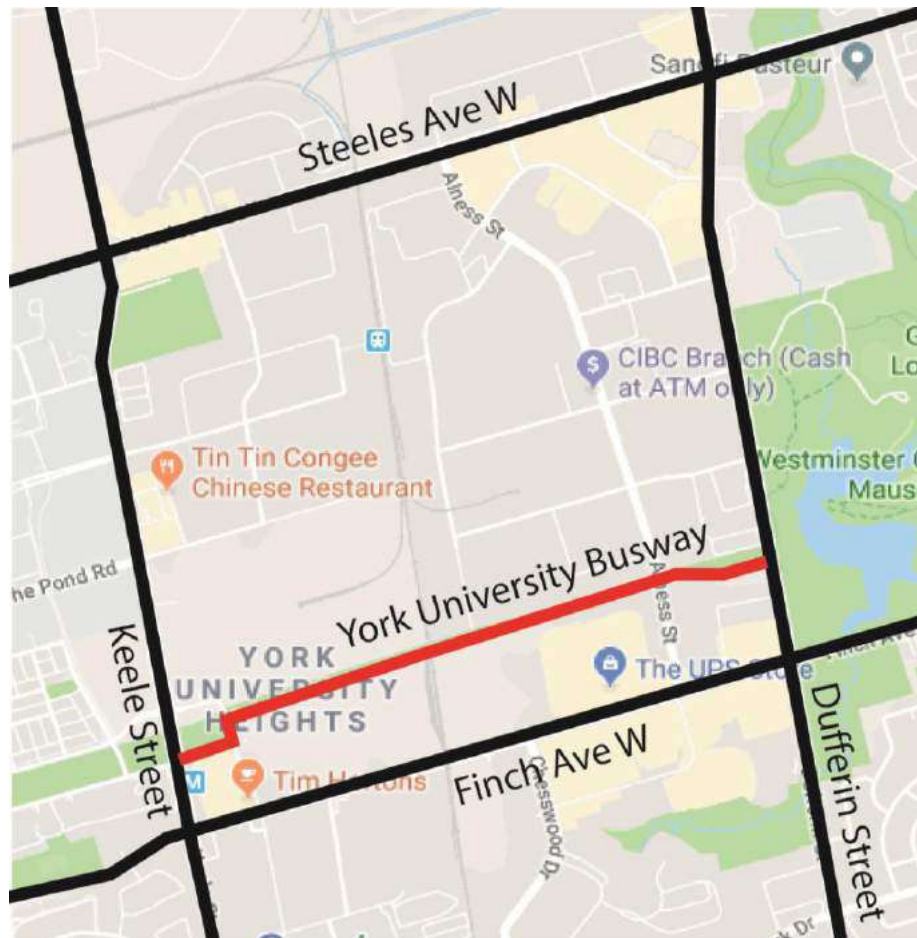 Sanofi Pasteur
Steeles Ave W
Alness St
CIBC Branch (Cash
at ATM only)
Tin Tin Congee
Chinese Restaurant
Westminster
Maus
he Pond Rd
York University Busway
Alness St
Keele Street
YORK
UNIVERSITY
HEIGHTS
The UPS Store
Tim Hortons
Finch Ave W
Chesswood Dr
Dufferin Street